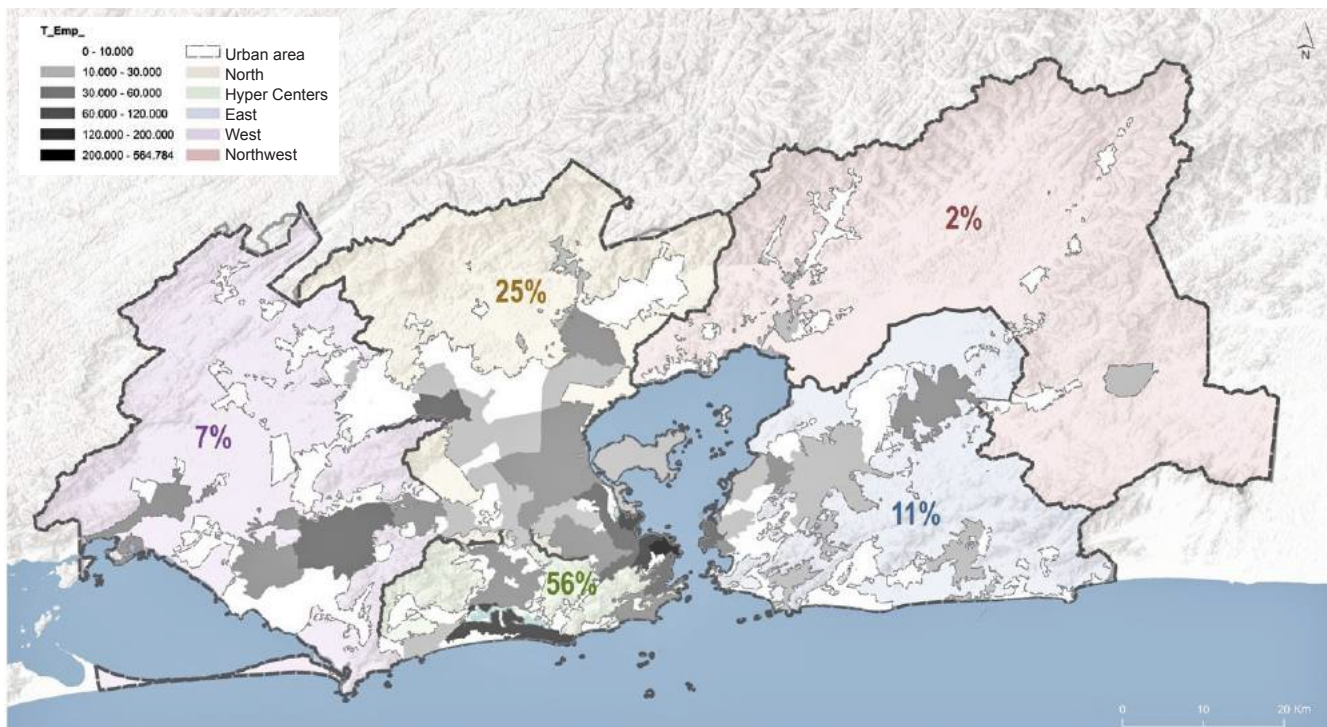 T_Emp_
0 - 10.000
10.000 - 30.000
30.000 - 60.000
60.000 - 120.000
120.000 - 200.000
200.000 - 564.784
Urban area
North
Hyper Centers
East
West
Northwest
N
2%
25%
7%
11%
56%
0 10 20 Km